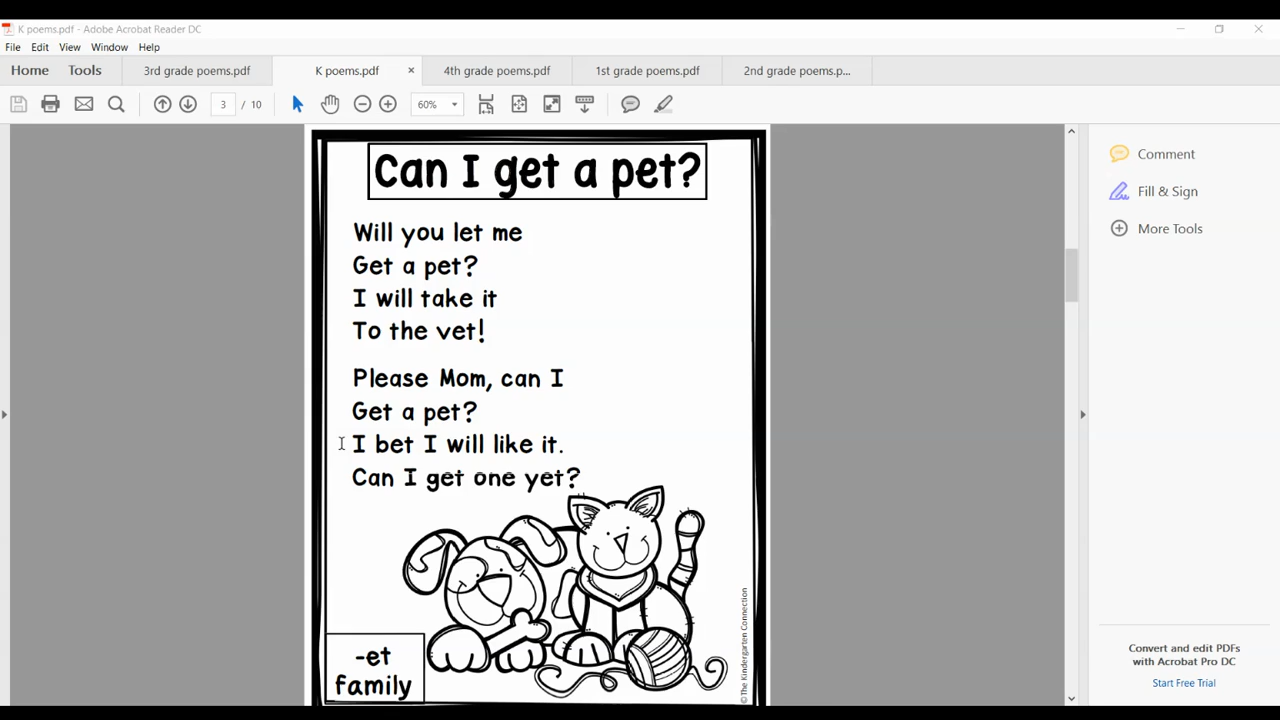 K poems.pdf - Adobe Acrobat Reader DC
File Edit View Window Help
Home Tools 3rd grade poems.pdf K poems.pdf × 4th grade poems.pdf 1st grade poems.pdf 2nd grade poems.p...
3 / 10 60%
Can I get a pet?
Will you let me
Get a pet?
I will take it
To the vet!
Please Mom, can I
Get a pet?
I bet I will like it.
Can I get one yet?
-et
family
© The Kindergarten Connection
Comment
Fill & Sign
More Tools
Convert and edit PDFs
with Acrobat Pro DC
Start Free Trial